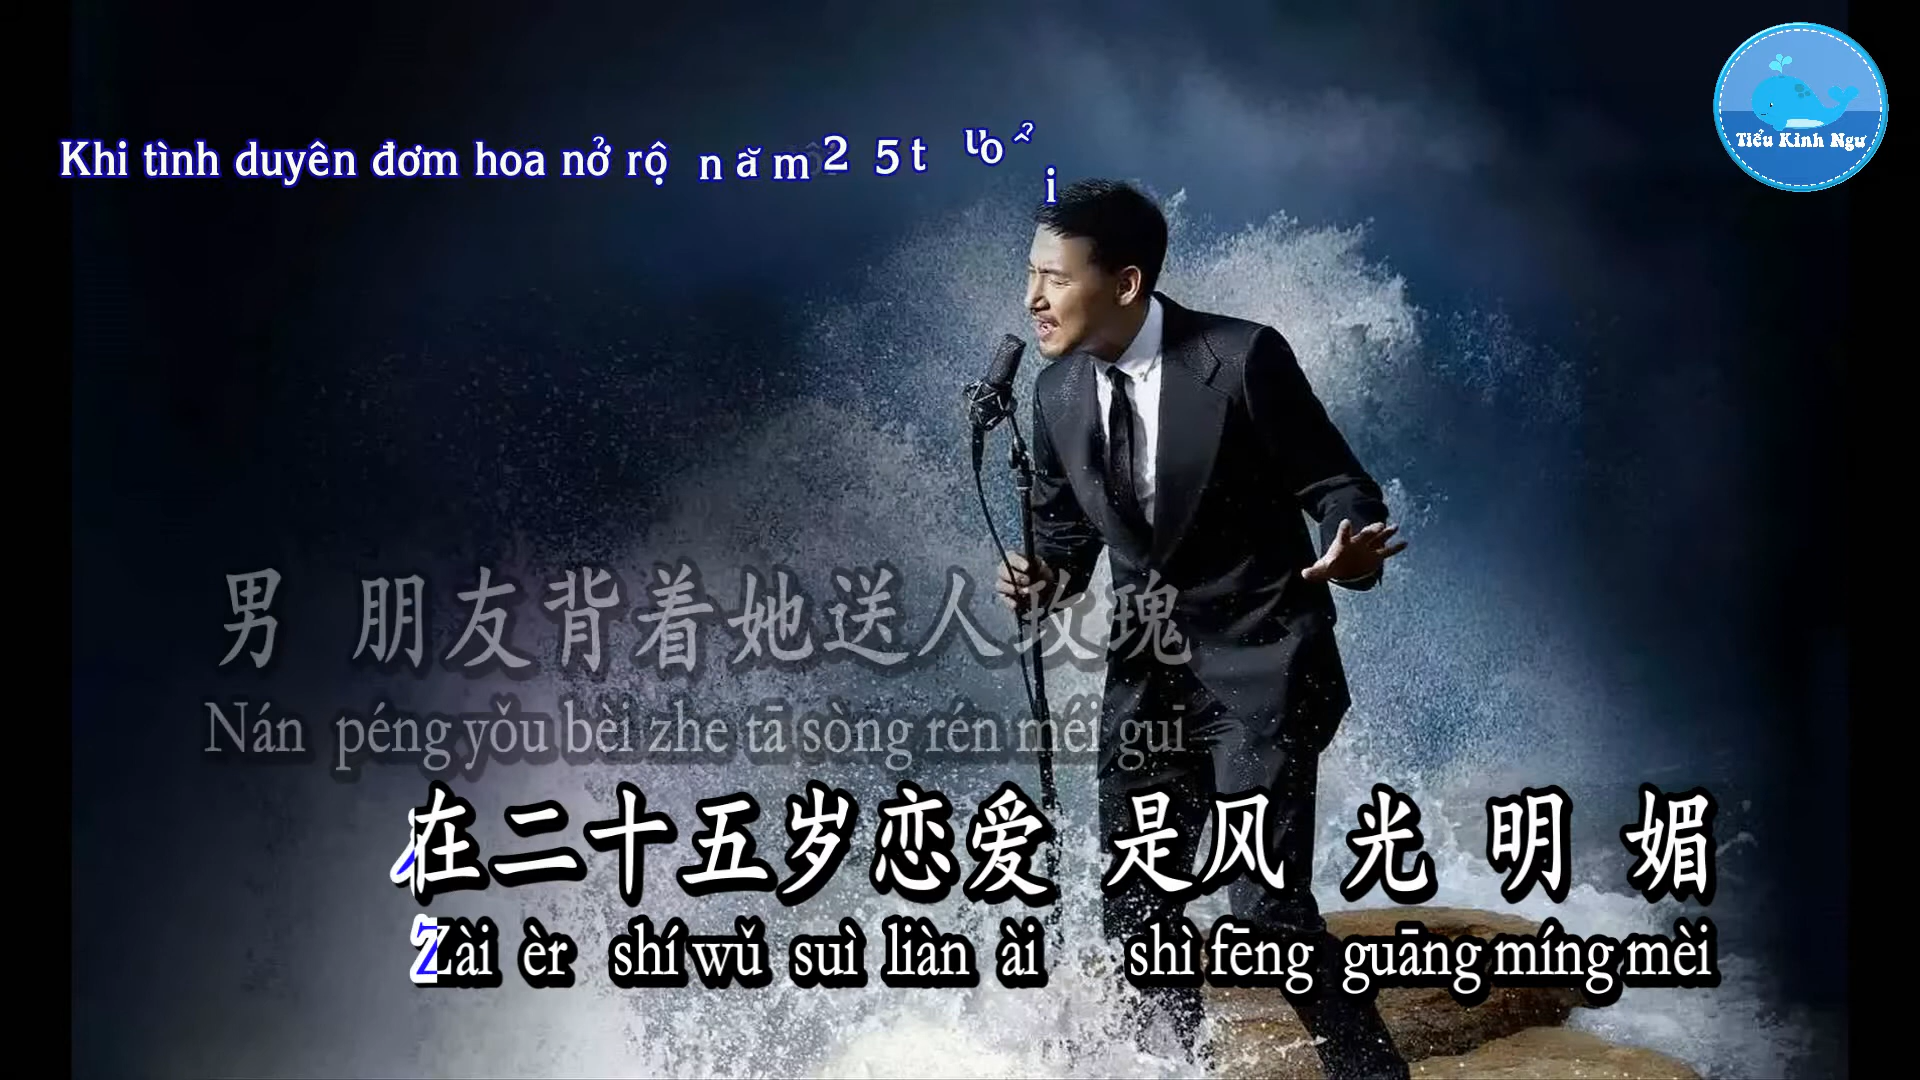 Tiểu Kình Ngư
Khi tình duyên đơm hoa nở rộ năm 25 tuổi
男朋友背着她送人玫瑰
Nán péng yǒu bèi zhe tā sòng rén méi guī
在二十五岁恋爱 是风光明媚
Zài èr shí wǔ suì liàn ài shì fēng guāng míng mèi